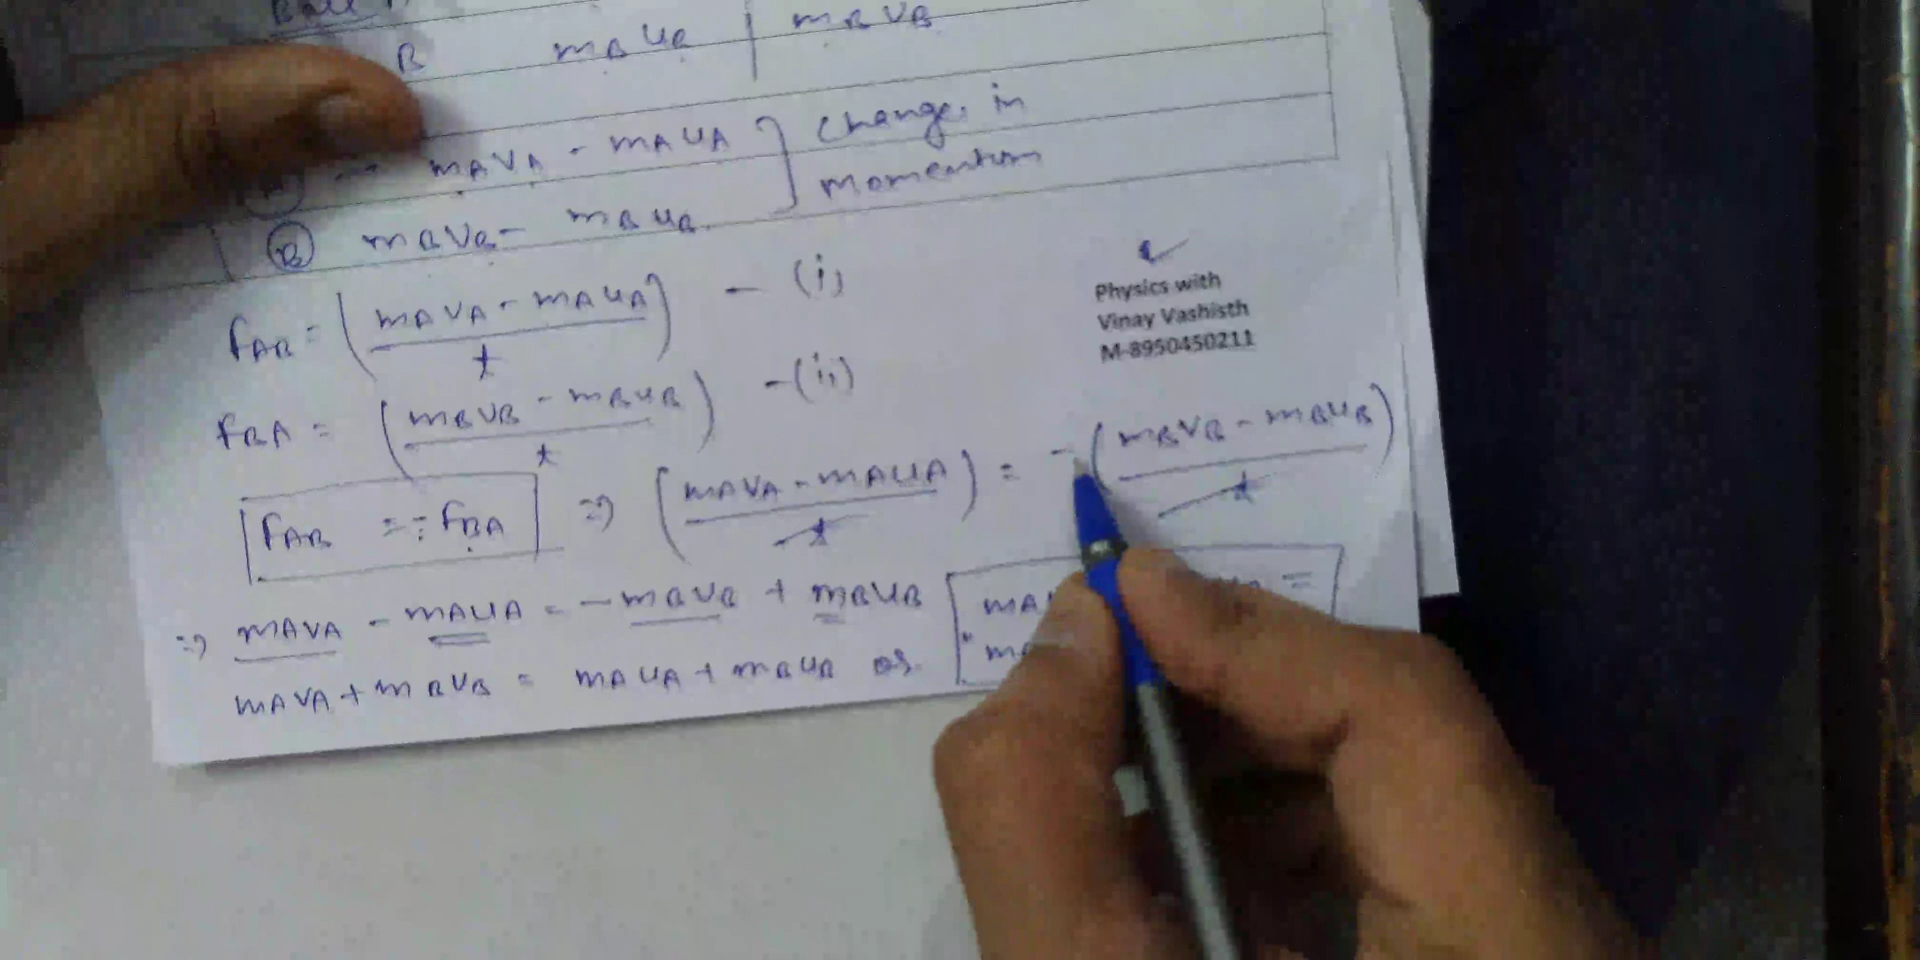 Ball
B mBuB mBvB
mAvA - mAuA
Change in
momentum
B mBvB - mBuB
Physics with
Vinay Vashisth
M-8950450211
FAB = (mAvA - mAuA / t) - (i)
FBA = (mBvB - mBuB / t) - (ii)
FAB = -FBA ⇒ (mAvA - mAuA / t) = -(mBvB - mBuB / t)
⇒ mAvA - mAuA = -mBvB + mBuB
mAvA + mBvB = mAuA + mBuB or